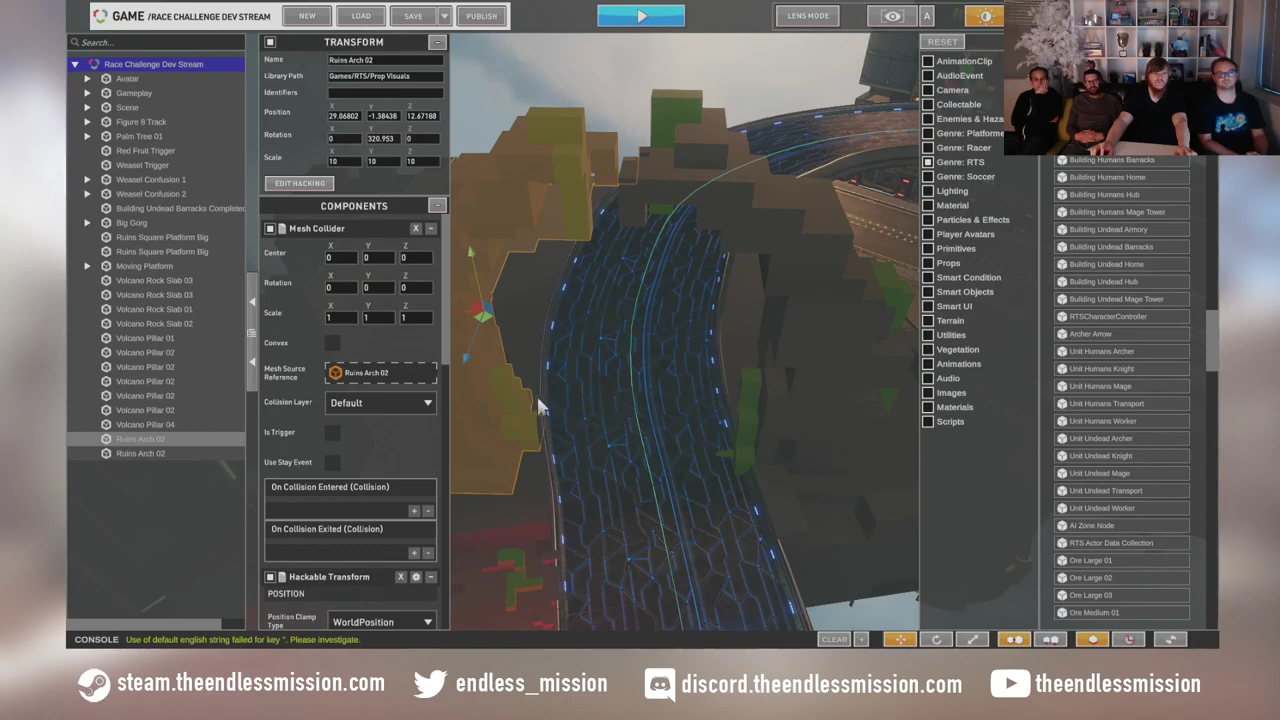 GAME /RACE CHALLENGE DEV STREAM
NEW
LOAD
SAVE
PUBLISH
LENS MODE
A
Search...
Race Challenge Dev Stream
Avatar
Gameplay
Scene
Figure 8 Track
Palm Tree 01
Red Fruit Trigger
Weasel Trigger
Weasel Confusion 1
Weasel Confusion 2
Building Undead Barracks Completed
Big Gorg
Ruins Square Platform Big
Ruins Square Platform Big
Moving Platform
Volcano Rock Slab 03
Volcano Rock Slab 03
Volcano Rock Slab 01
Volcano Rock Slab 02
Volcano Pillar 01
Volcano Pillar 02
Volcano Pillar 02
Volcano Pillar 02
Volcano Pillar 02
Volcano Pillar 02
Volcano Pillar 04
Ruins Arch 02
Ruins Arch 02
TRANSFORM
Name Ruins Arch 02
Library Path Games/RTS/Prop Visuals
Identifiers
X Y Z
Position 29.06802 -1.38438 12.67188
X Y Z
Rotation 0 320.953 0
X Y Z
Scale 10 10 10
EDIT HACKING
COMPONENTS
Mesh Collider X
X Y Z
Center 0 0 0
X Y Z
Rotation 0 0 0
X Y Z
Scale 1 1 1
Convex
Mesh Source Reference Ruins Arch 02
Collision Layer Default
Is Trigger
Use Stay Event
On Collision Entered (Collision)
+ -
On Collision Exited (Collision)
+ -
Hackable Transform X
POSITION
Position Clamp Type WorldPosition
RESET
AnimationClip
AudioEvent
Camera
Collectable
Enemies & Haza
Genre: Platforme
Genre: Racer
Genre: RTS
Genre: Soccer
Lighting
Material
Particles & Effects
Player Avatars
Primitives
Props
Smart Condition
Smart Objects
Smart UI
Terrain
Utilities
Vegetation
Animations
Audio
Images
Materials
Scripts
Building Humans Barracks
Building Humans Home
Building Humans Hub
Building Humans Mage Tower
Building Undead Armory
Building Undead Barracks
Building Undead Home
Building Undead Hub
Building Undead Mage Tower
RTSCharacterController
Archer Arrow
Unit Humans Archer
Unit Humans Knight
Unit Humans Mage
Unit Humans Transport
Unit Humans Worker
Unit Undead Archer
Unit Undead Knight
Unit Undead Mage
Unit Undead Transport
Unit Undead Worker
AI Zone Node
RTS Actor Data Collection
Ore Large 01
Ore Large 02
Ore Large 03
Ore Medium 01
CONSOLE Use of default english string failed for key ''. Please investigate.
CLEAR +
steam.theendlessmission.com
endless_mission
discord.theendlessmission.com
theendlessmission